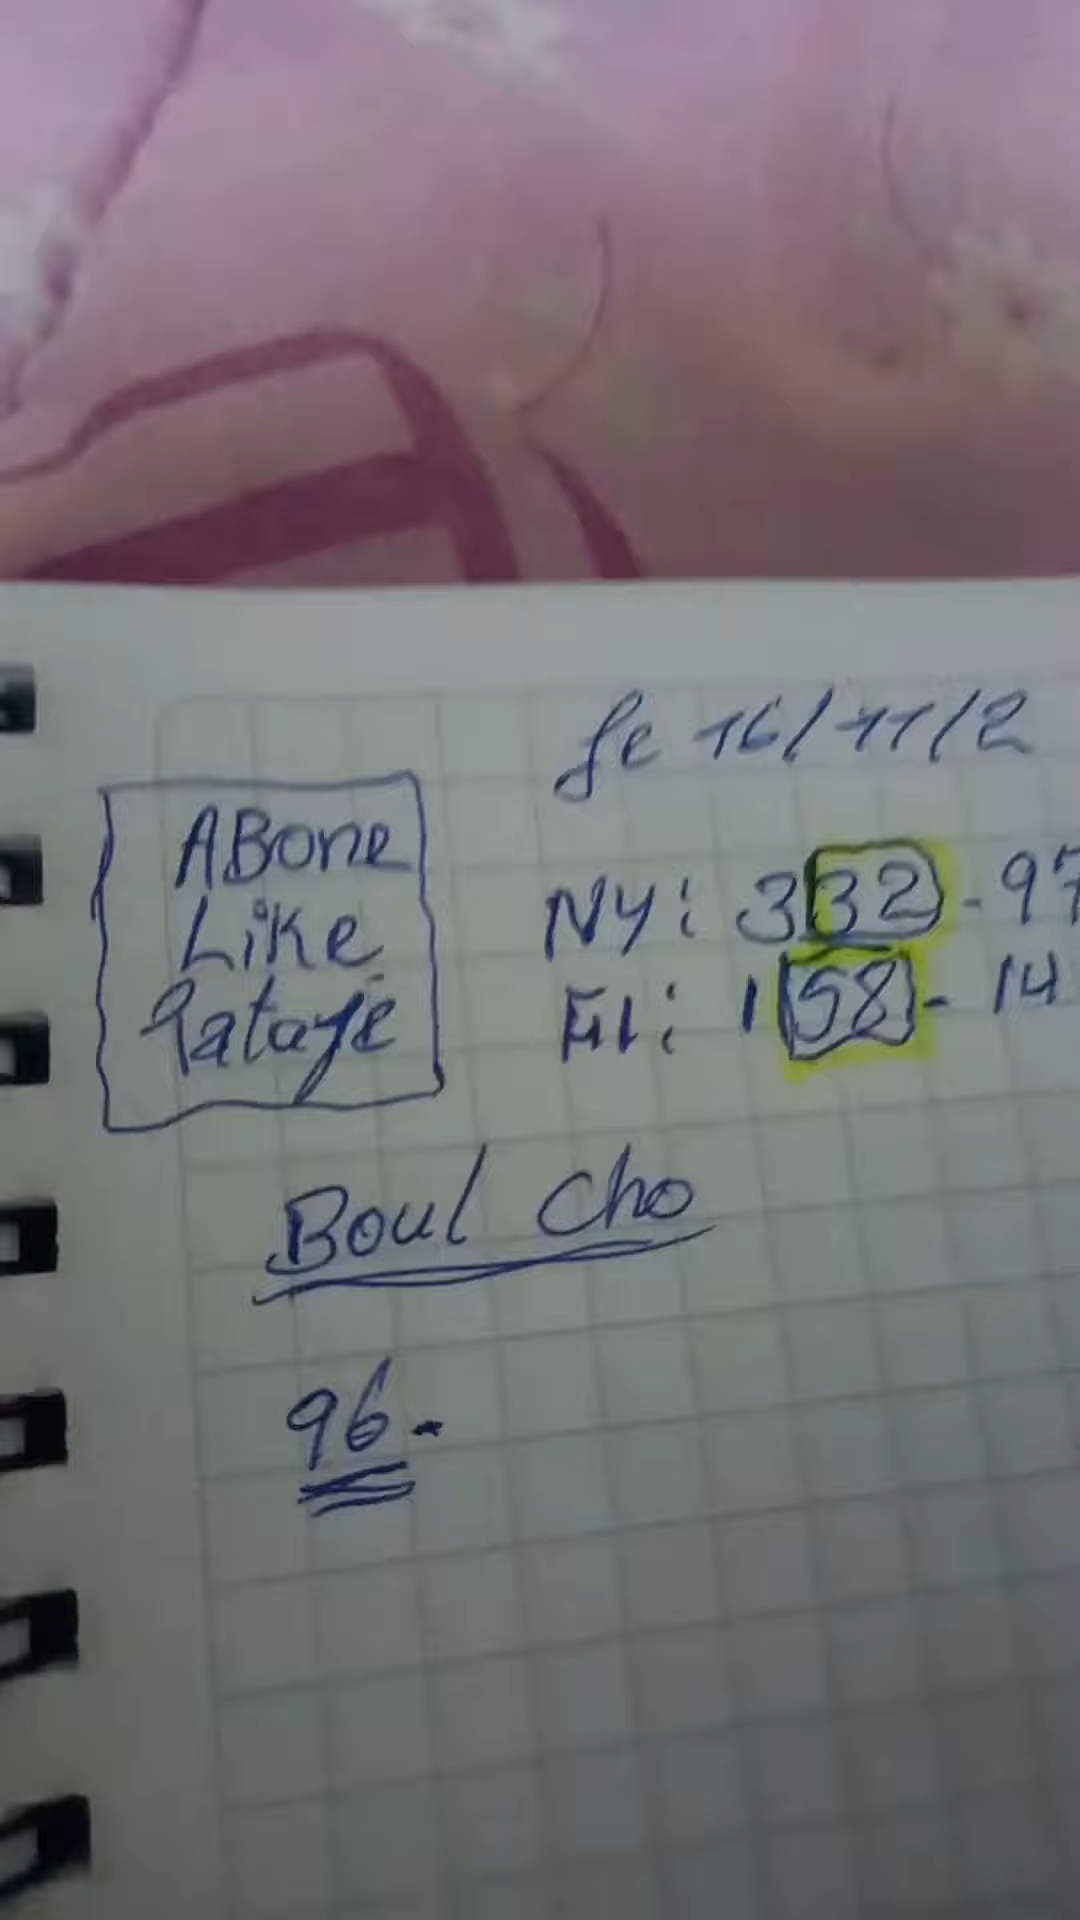 Le 16/11/2
ABone
Like
Pataje
NY: 332-97
Fl: 158-14
Boul Cho
96-